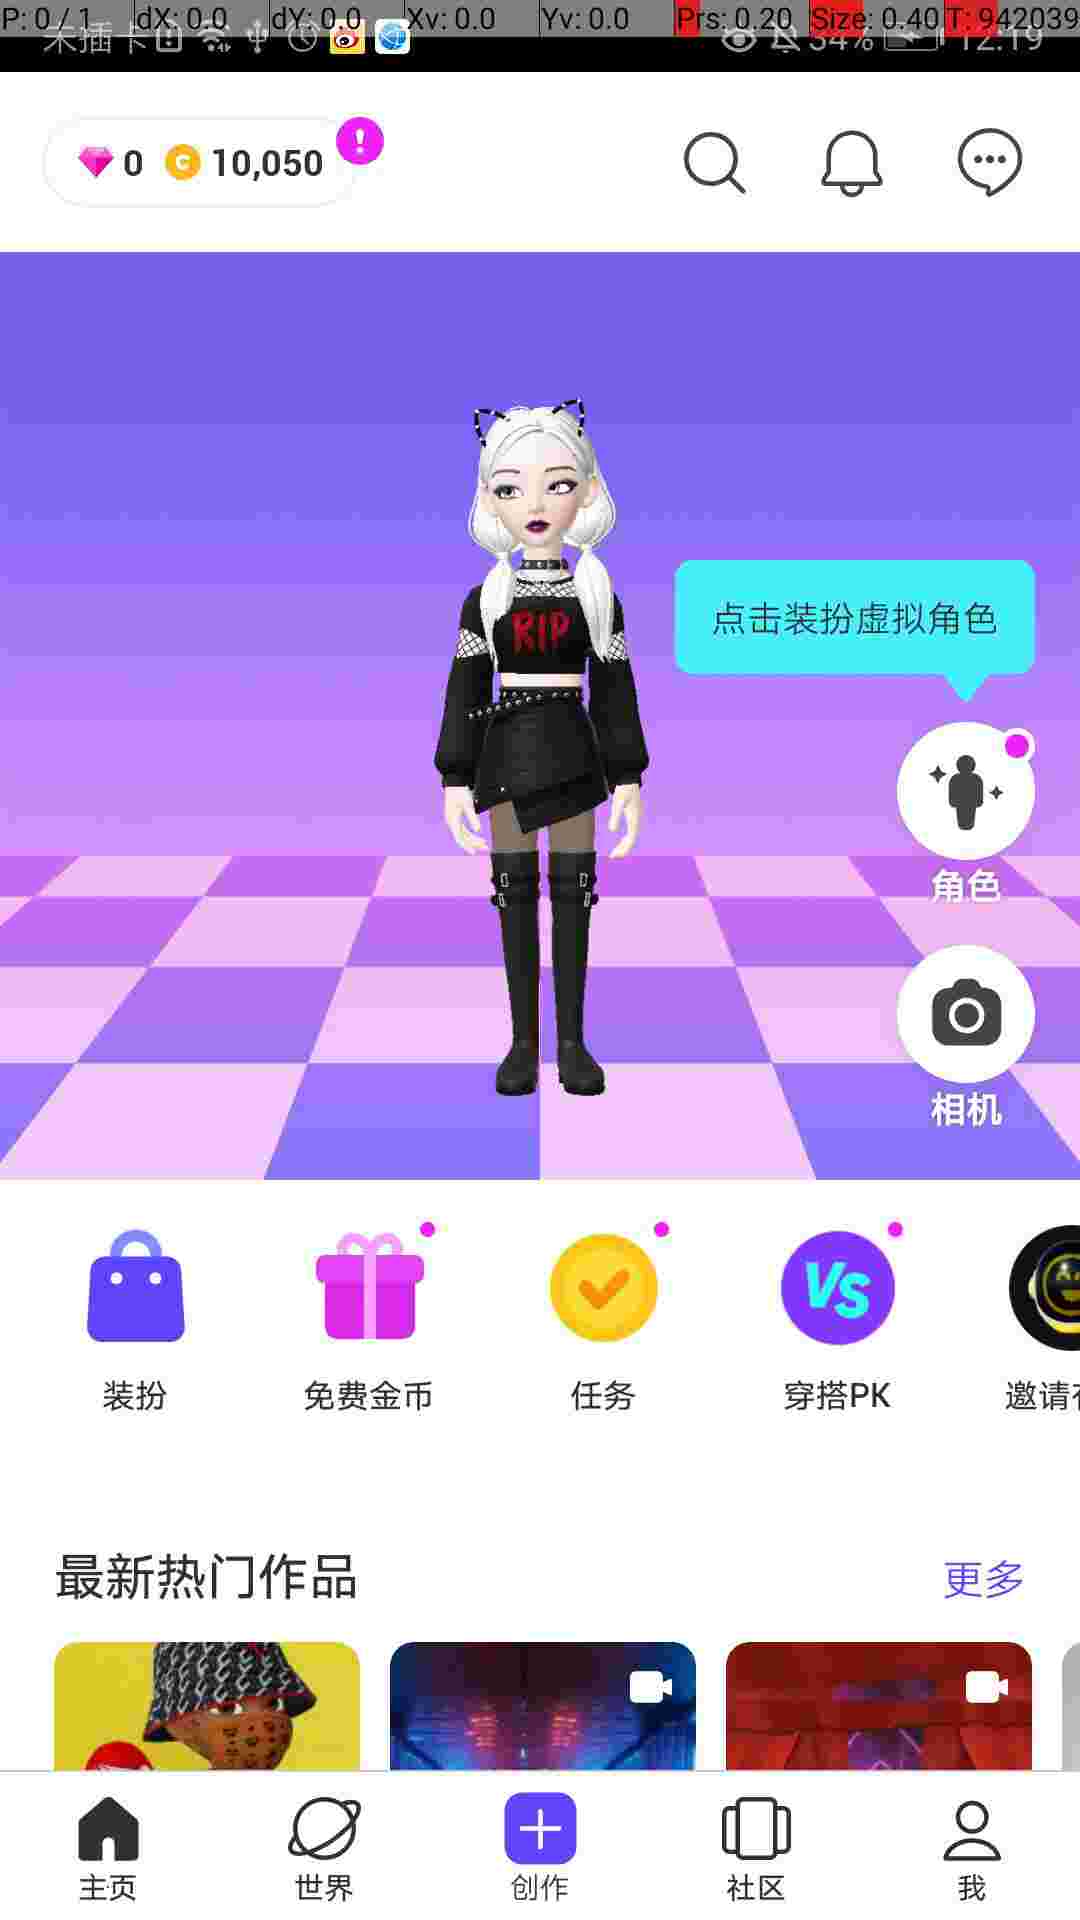 P: 0 / 1 dX: 0.0 dY: 0.0 Xv: 0.0 Yv: 0.0 Prs: 0.20 Size: 0.40 T: 942039
未插卡 34% 12:19
0 10,050
RIP
点击装扮虚拟角色
角色
相机
VS
装扮 免费金币 任务 穿搭PK 邀请
最新热门作品 更多
主页 世界 创作 社区 我